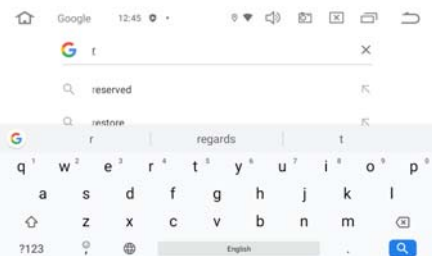 Google 12:45
G t
reserved
restore
G r regards t
q 1 w 2 e 3 r 4 t 5 y 6 u 7 i 8 o 9 p 0
a s d f g h j k l
z x c v b n m
?123 English .